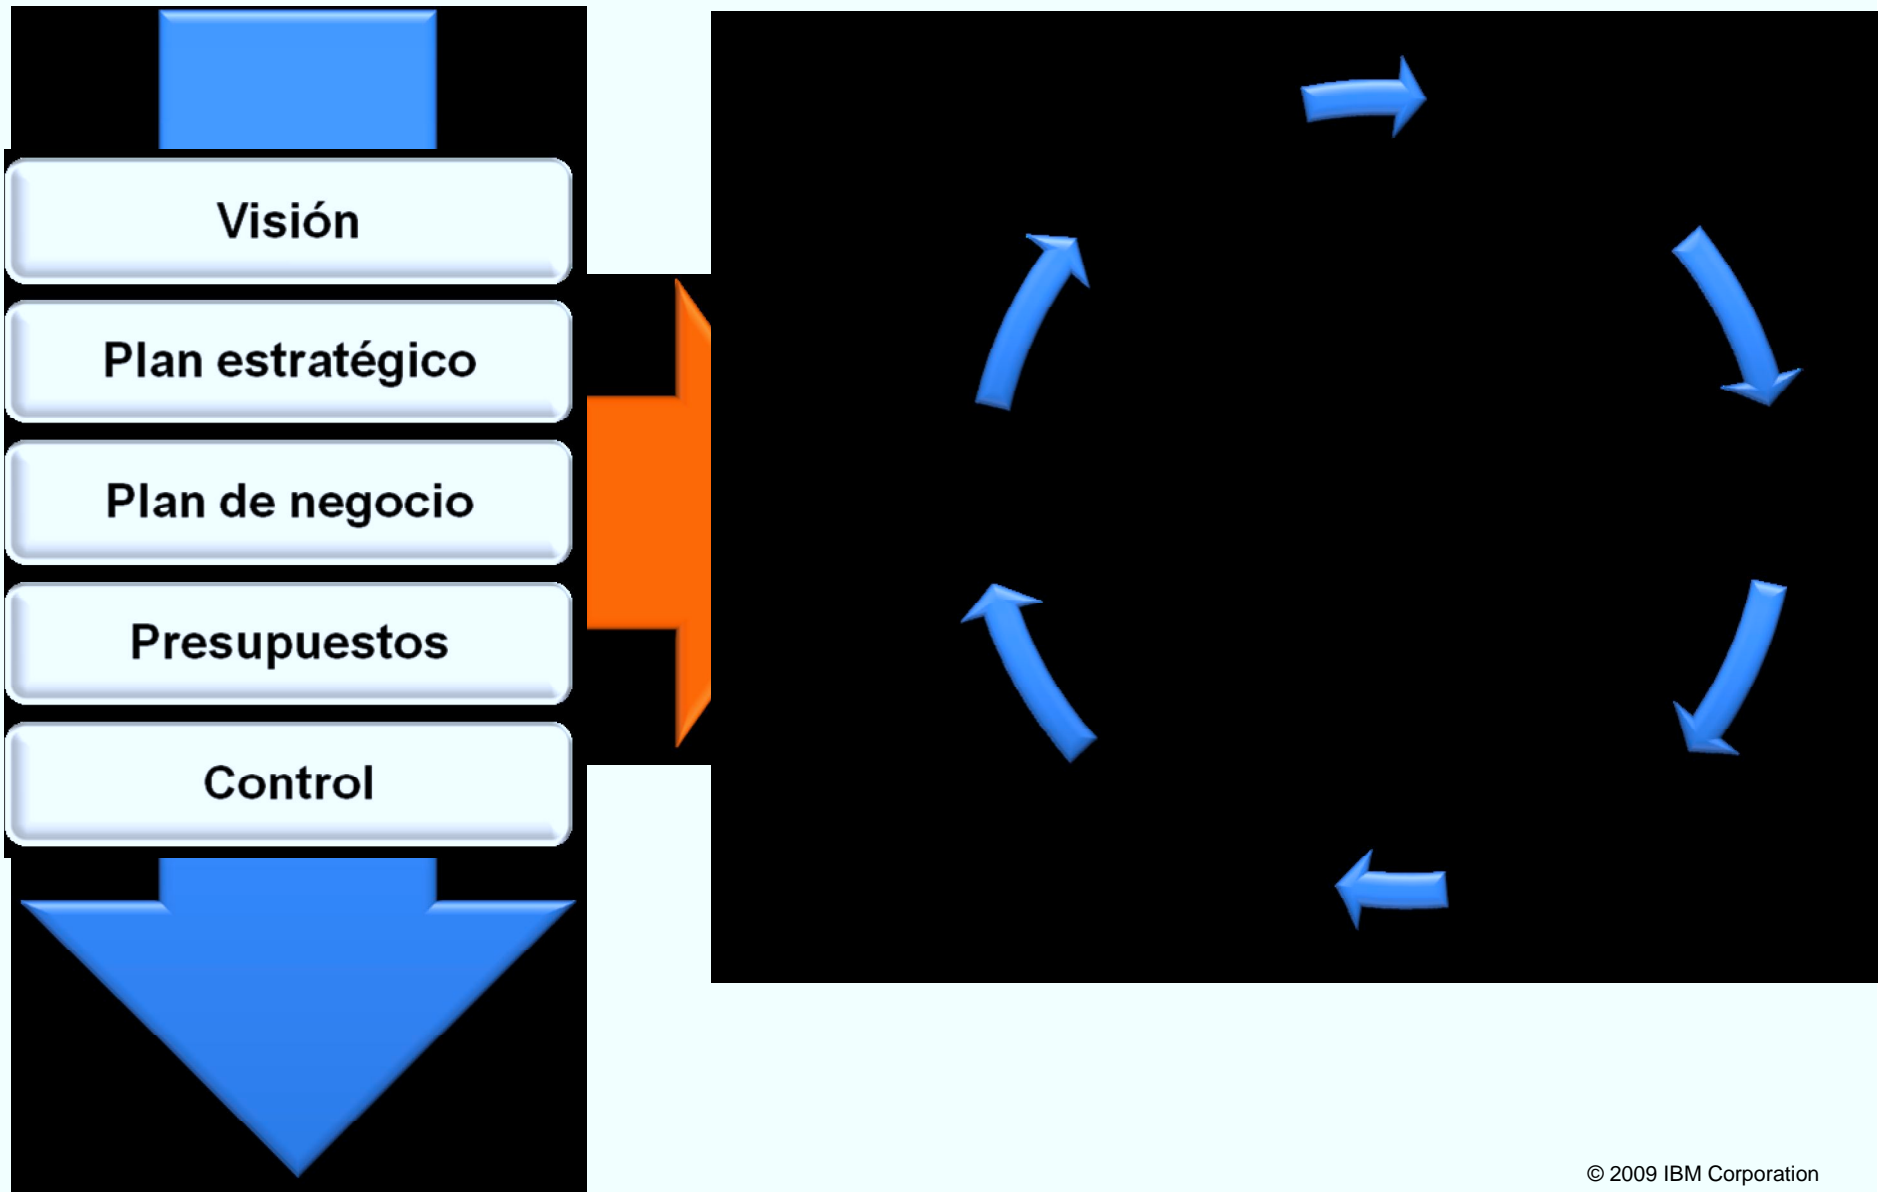 Visión
Plan estratégico
Plan de negocio
Presupuestos
Control
© 2009 IBM Corporation